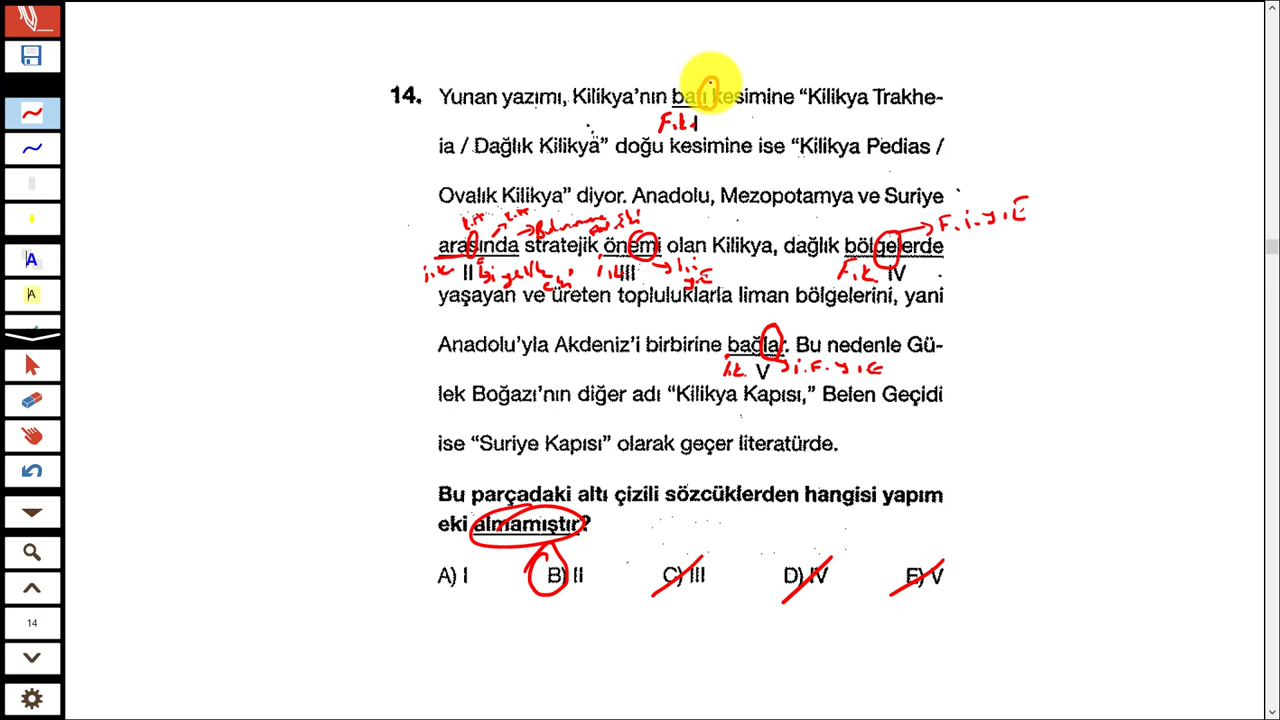 14. Yunan yazımı, Kilikya’nın batı kesimine “Kilikya Trakhe-
F.k. I
ia / Dağlık Kilikya” doğu kesimine ise “Kilikya Pedias /
Ovalık Kilikya” diyor. Anadolu, Mezopotamya ve Suriye
F.i.y.E
arasında stratejik önemi olan Kilikya, dağlık bölgelerde
i.k II III i.i F.k IV
y.E
yaşayan ve üreten topluluklarla liman bölgelerini, yani
Anadolu’yla Akdeniz’i birbirine bağlar. Bu nedenle Gü-
i.k. V i.F.y.E
lek Boğazı’nın diğer adı “Kilikya Kapısı,” Belen Geçidi
ise “Suriye Kapısı” olarak geçer literatürde.
Bu parçadaki altı çizili sözcüklerden hangisi yapım
eki almamıştır?
A) I B) II C) III D) IV E) V
A
A
14